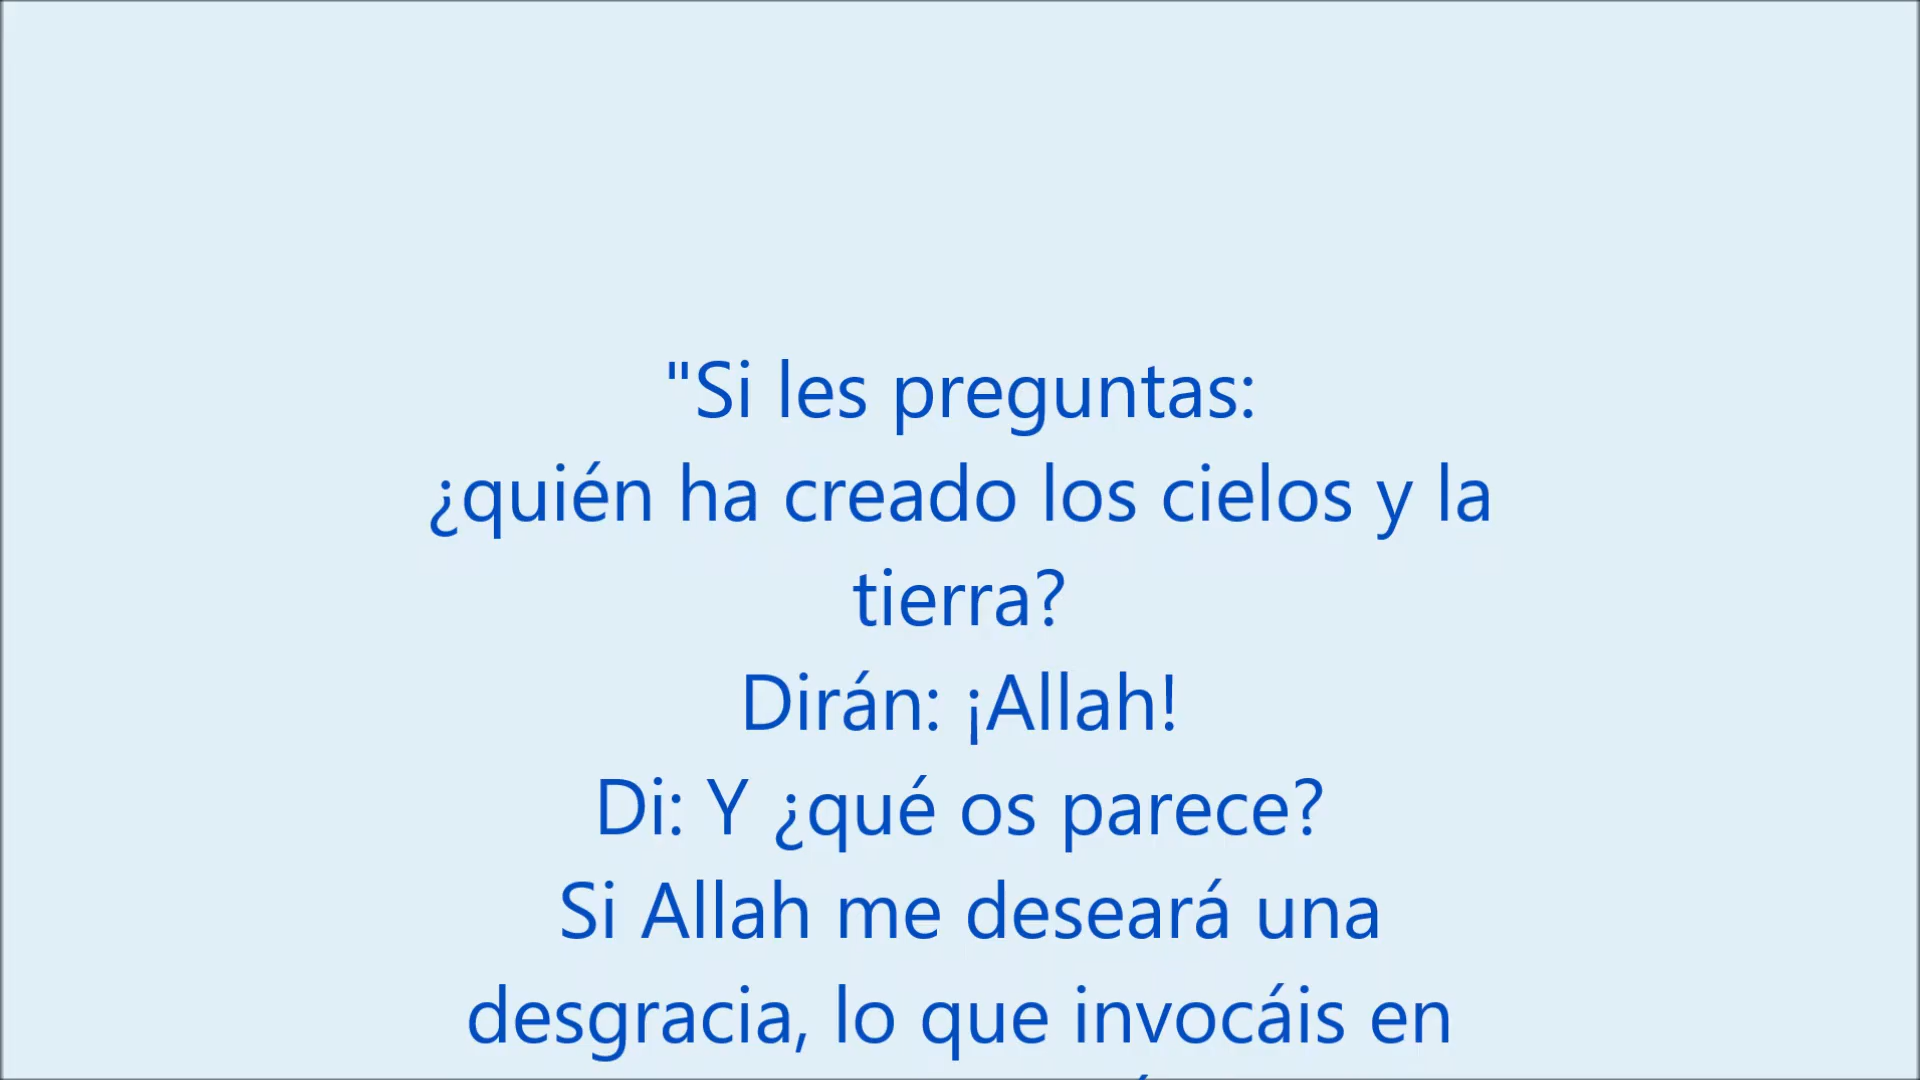 "Si les preguntas:
¿quién ha creado los cielos y la
tierra?
Dirán: ¡Allah!
Di: Y ¿qué os parece?
Si Allah me deseará una
desgracia, lo que invocáis en